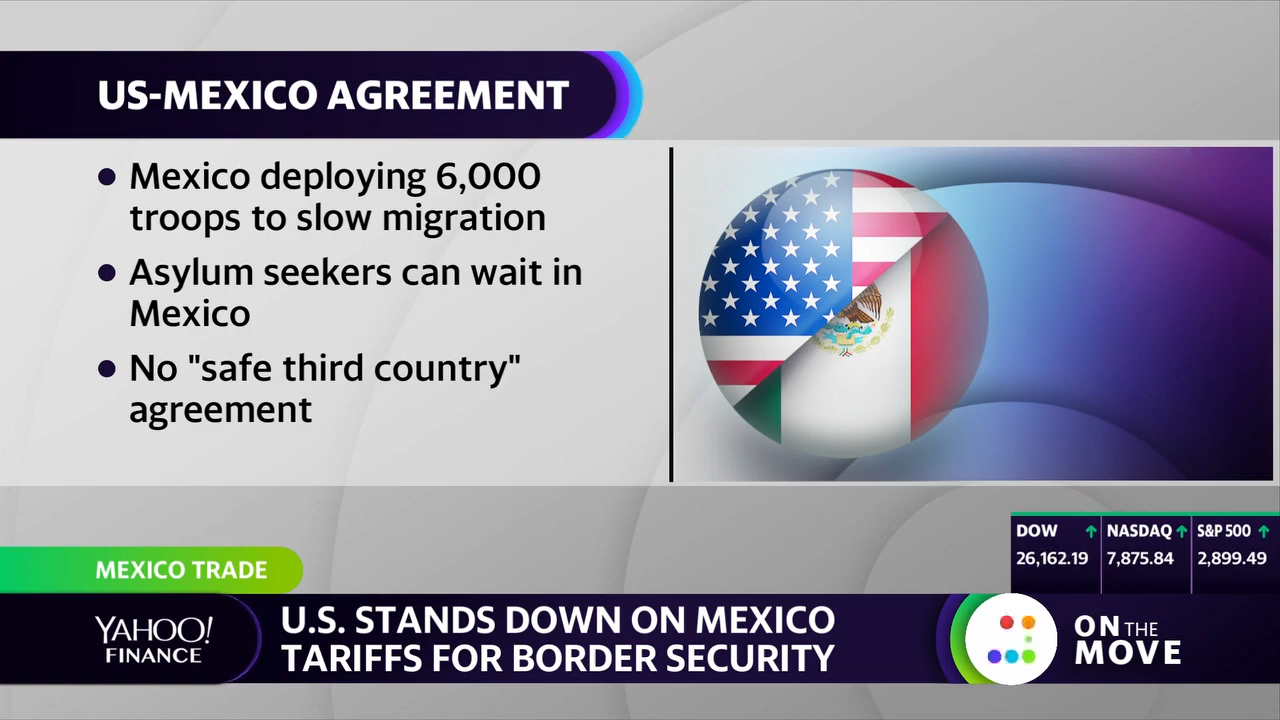 US-MEXICO AGREEMENT
Mexico deploying 6,000
troops to slow migration
Asylum seekers can wait in
Mexico
No "safe third country"
agreement
DOW NASDAQ S&P 500
26,162.19 7,875.84 2,899.49
MEXICO TRADE
YAHOO!
FINANCE
U.S. STANDS DOWN ON MEXICO
TARIFFS FOR BORDER SECURITY
ON THE
MOVE